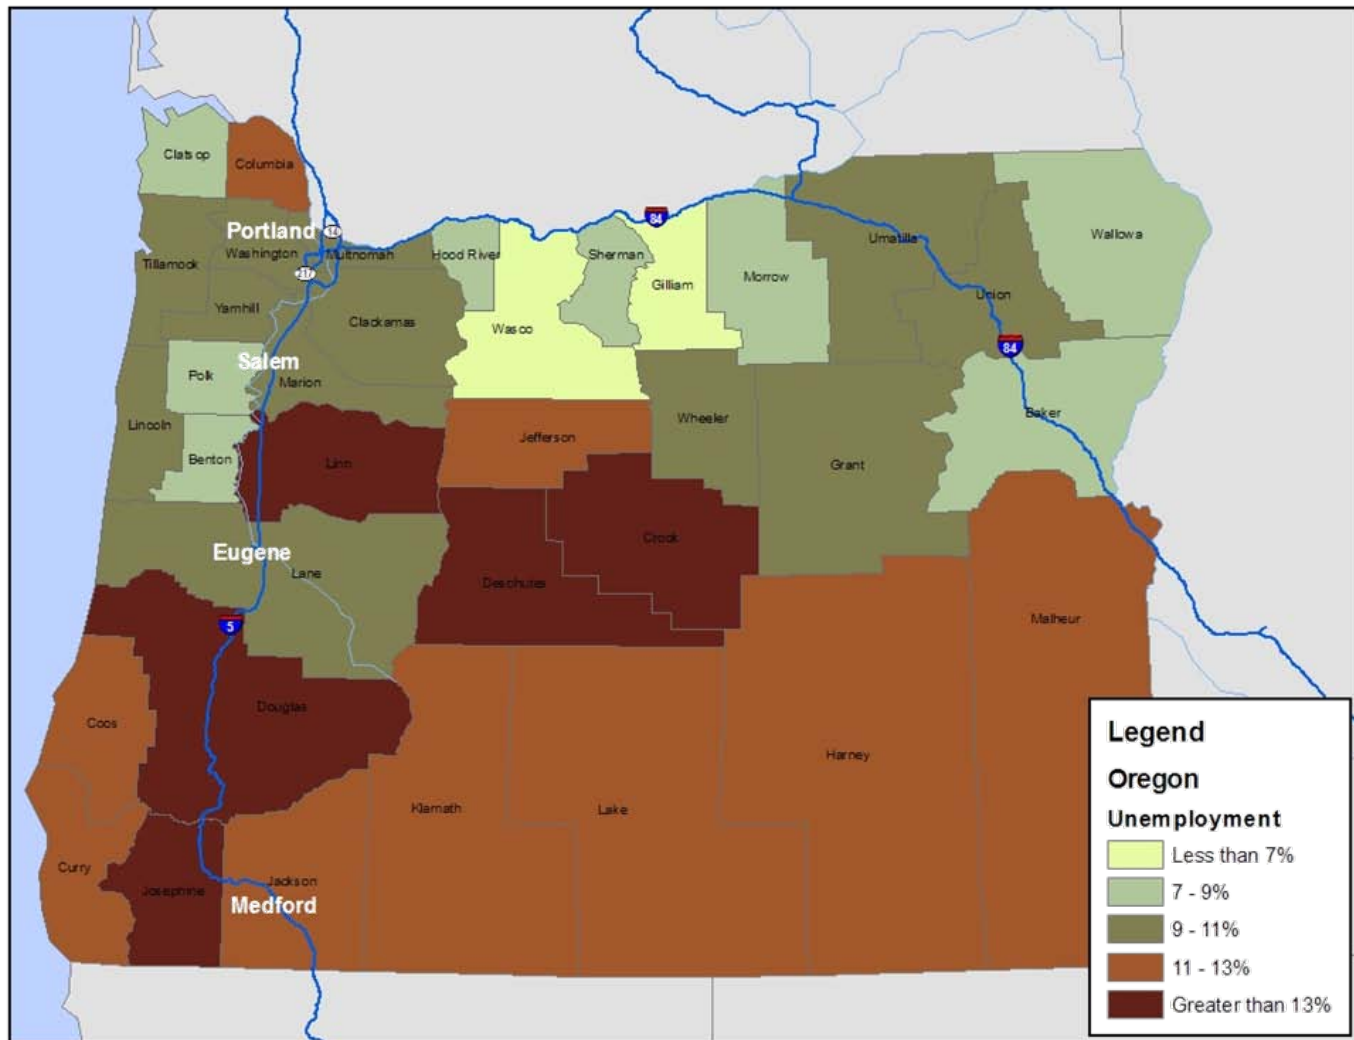 Clatsop
Columbia
Portland
14
84
Washington
Multnomah
Hood River
Sherman
Umatilla
Wallowa
Tillamook
217
Gilliam
Morrow
Union
Yamhill
Clackamas
Wasco
84
Salem
Polk
Marion
Baker
Lincoln
Wheeler
Jefferson
Benton
Linn
Grant
Crook
Eugene
Lane
Deschutes
5
Malheur
Douglas
Coos
Harney
Klamath
Lake
Curry
Jackson
Josephine
Medford
Legend
Oregon
Unemployment
Less than 7%
7 - 9%
9 - 11%
11 - 13%
Greater than 13%